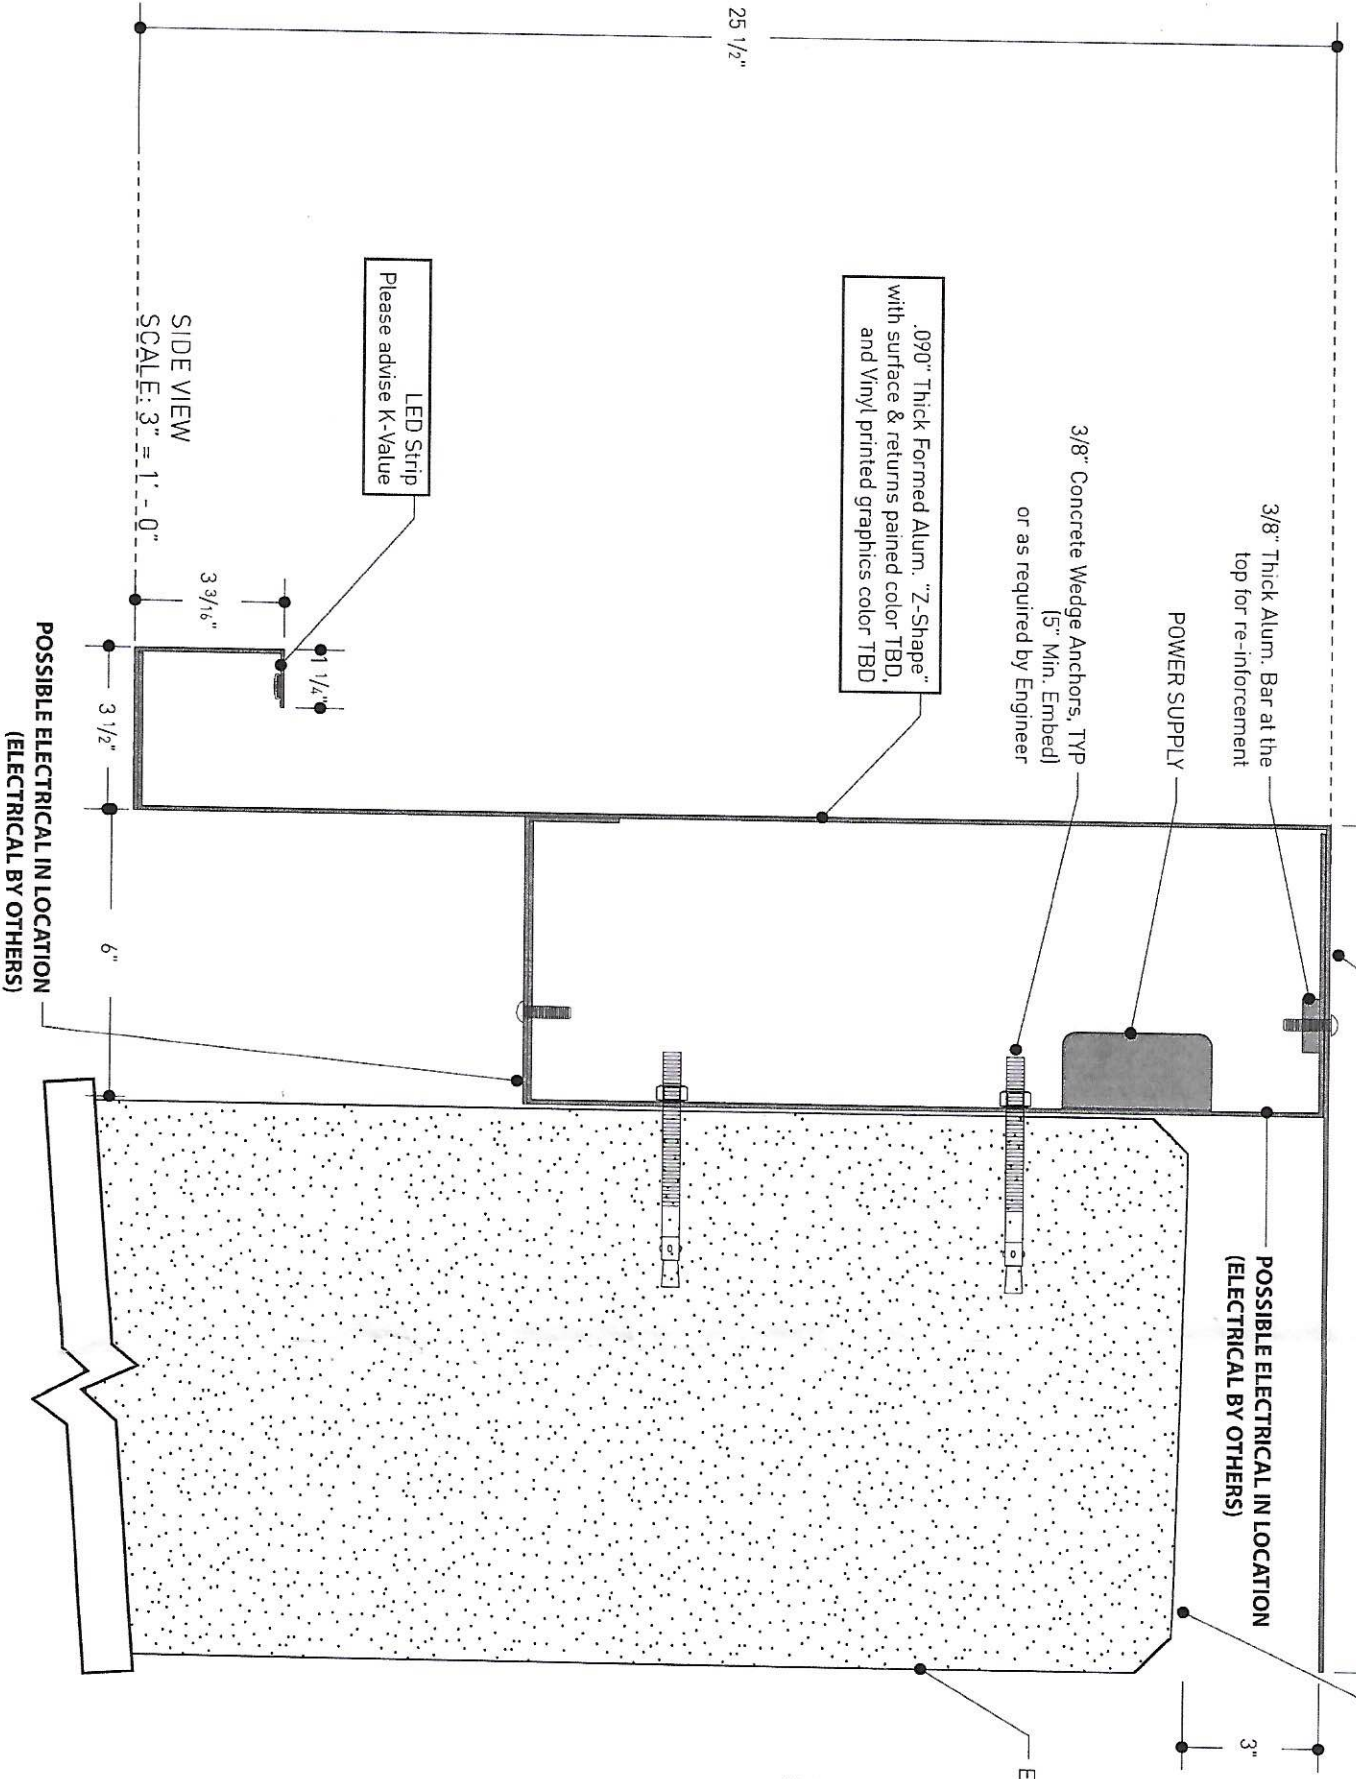 25 1/2"
3/8" Thick Alum. Bar at the
top for re-inforcement
POWER SUPPLY
3/8" Concrete Wedge Anchors, TYP
(5" Min. Embed)
or as required by Engineer
.090" Thick Formed Alum. "Z-Shape"
with surface & returns pained color TBD,
and Vinyl printed graphics color TBD
LED Strip
Please advise K-Value
SIDE VIEW
SCALE: 3" = 1' - 0"
3 3/16"
1 1/4"
3 1/2"
6"
POSSIBLE ELECTRICAL IN LOCATION
(ELECTRICAL BY OTHERS)
POSSIBLE ELECTRICAL IN LOCATION
(ELECTRICAL BY OTHERS)
3"
E